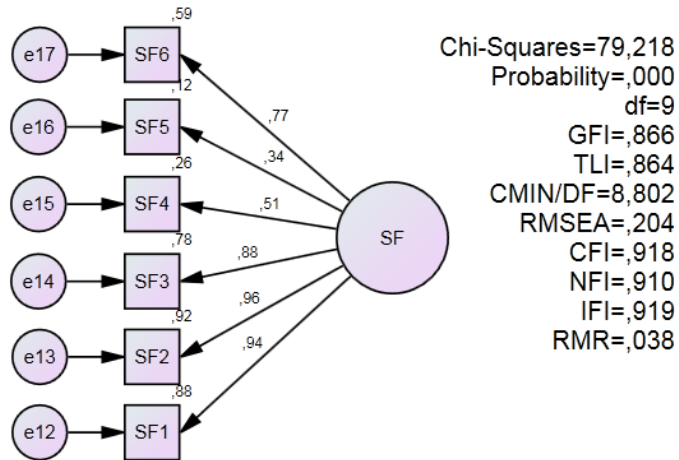 ,59
e17
SF6
,77
,12
e16
SF5
,34
,26
e15
SF4
,51
SF
,78
e14
SF3
,88
,92
e13
SF2
,96
,88
e12
SF1
,94
Chi-Squares=79,218
Probability=,000
df=9
GFI=,866
TLI=,864
CMIN/DF=8,802
RMSEA=,204
CFI=,918
NFI=,910
IFI=,919
RMR=,038